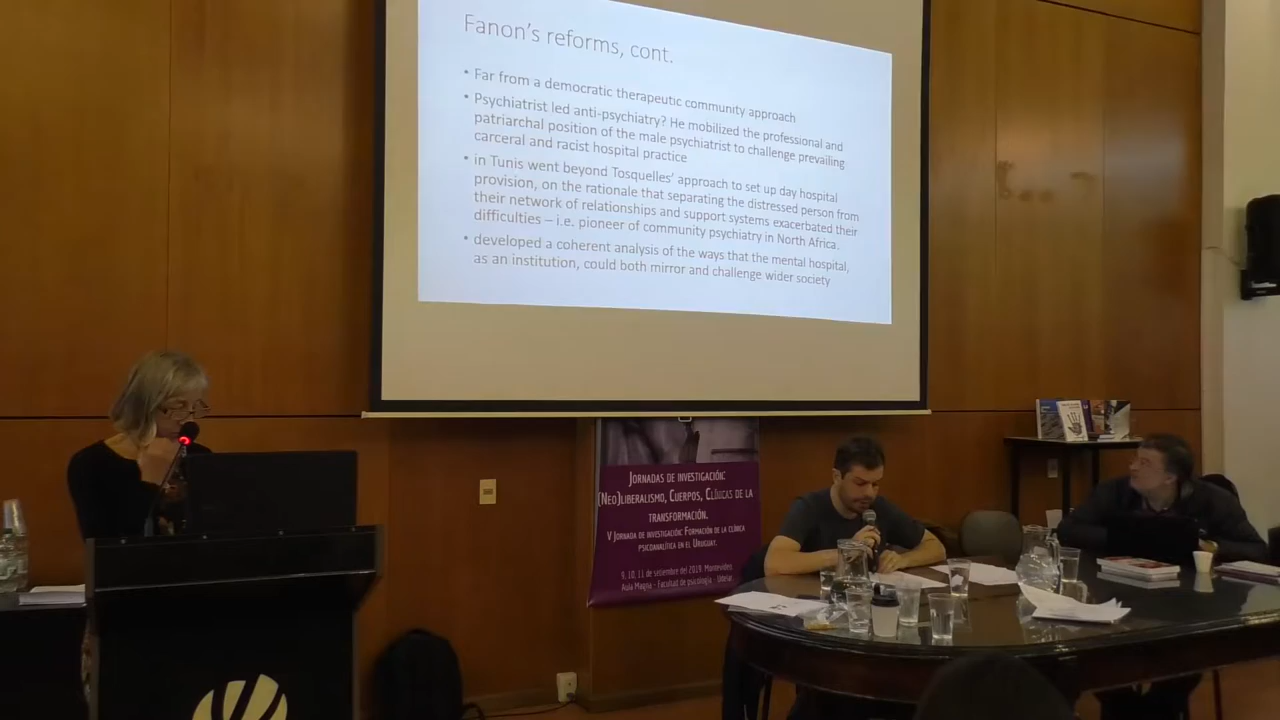 Fanon's reforms, cont.
• Far from a democratic therapeutic community approach
• Psychiatrist led anti-psychiatry? He mobilized the professional and
patriarchal position of the male psychiatrist to challenge prevailing
carceral and racist hospital practice
• in Tunis went beyond Tosquelles' approach to set up day hospital
provision, on the rationale that separating the distressed person from
their network of relationships and support systems exacerbated their
difficulties – i.e. pioneer of community psychiatry in North Africa.
• developed a coherent analysis of the ways that the mental hospital,
as an institution, could both mirror and challenge wider society
Jornadas de investigación:
(Neo)liberalismo, Cuerpos, Clínicas de la
transformación.
V Jornada de investigación: Formación de la clínica
psicoanalítica en el Uruguay.
9, 10, 11 de setiembre del 2019. Montevideo
Aula Magna - Facultad de psicología - Udelar